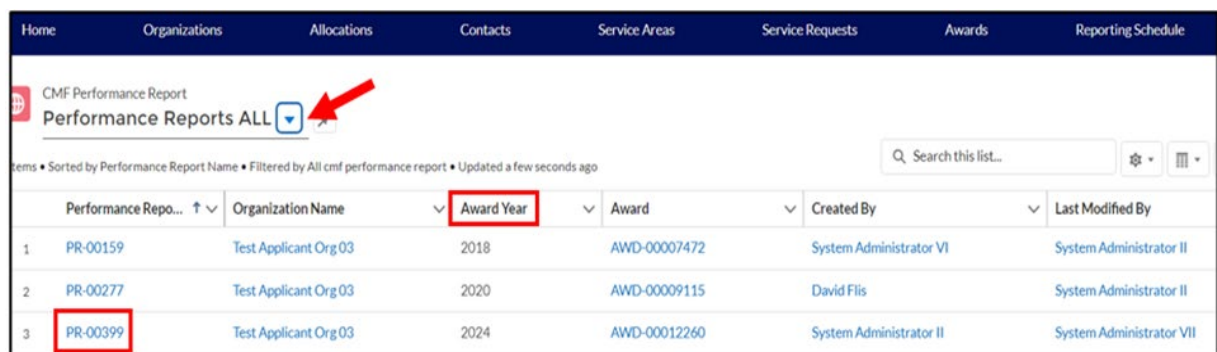 Home Organizations Allocations Contacts Service Areas Service Requests Awards Reporting Schedule
CMF Performance Report
Performance Reports ALL
tems • Sorted by Performance Report Name • Filtered by All cmf performance report • Updated a few seconds ago
Search this list...
Performance Repo... ↑ Organization Name Award Year Award Created By Last Modified By
1 PR-00159 Test Applicant Org 03 2018 AWD-00007472 System Administrator VI System Administrator II
2 PR-00277 Test Applicant Org 03 2020 AWD-00009115 David Flis System Administrator II
3 PR-00399 Test Applicant Org 03 2024 AWD-00012260 System Administrator II System Administrator VII